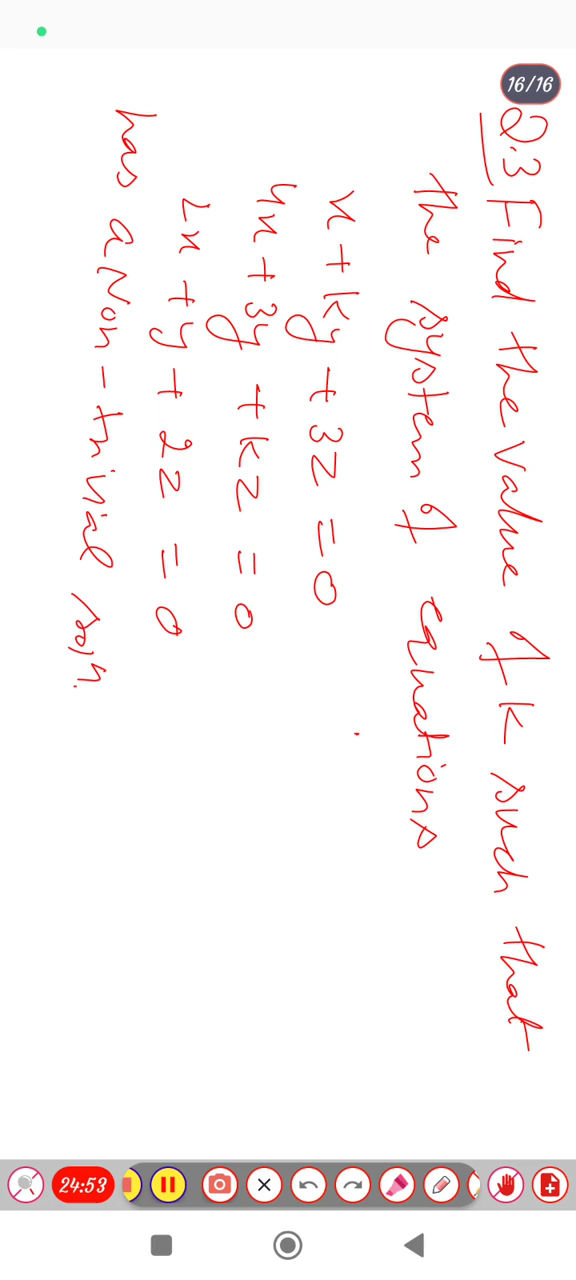 16/16
Q.3 Find the value of k such that
the system of equations
x + ky + 3z = 0
4x + 3y + kz = 0
2x + y + 2z = 0
has a Non-trivial soln.
24:53